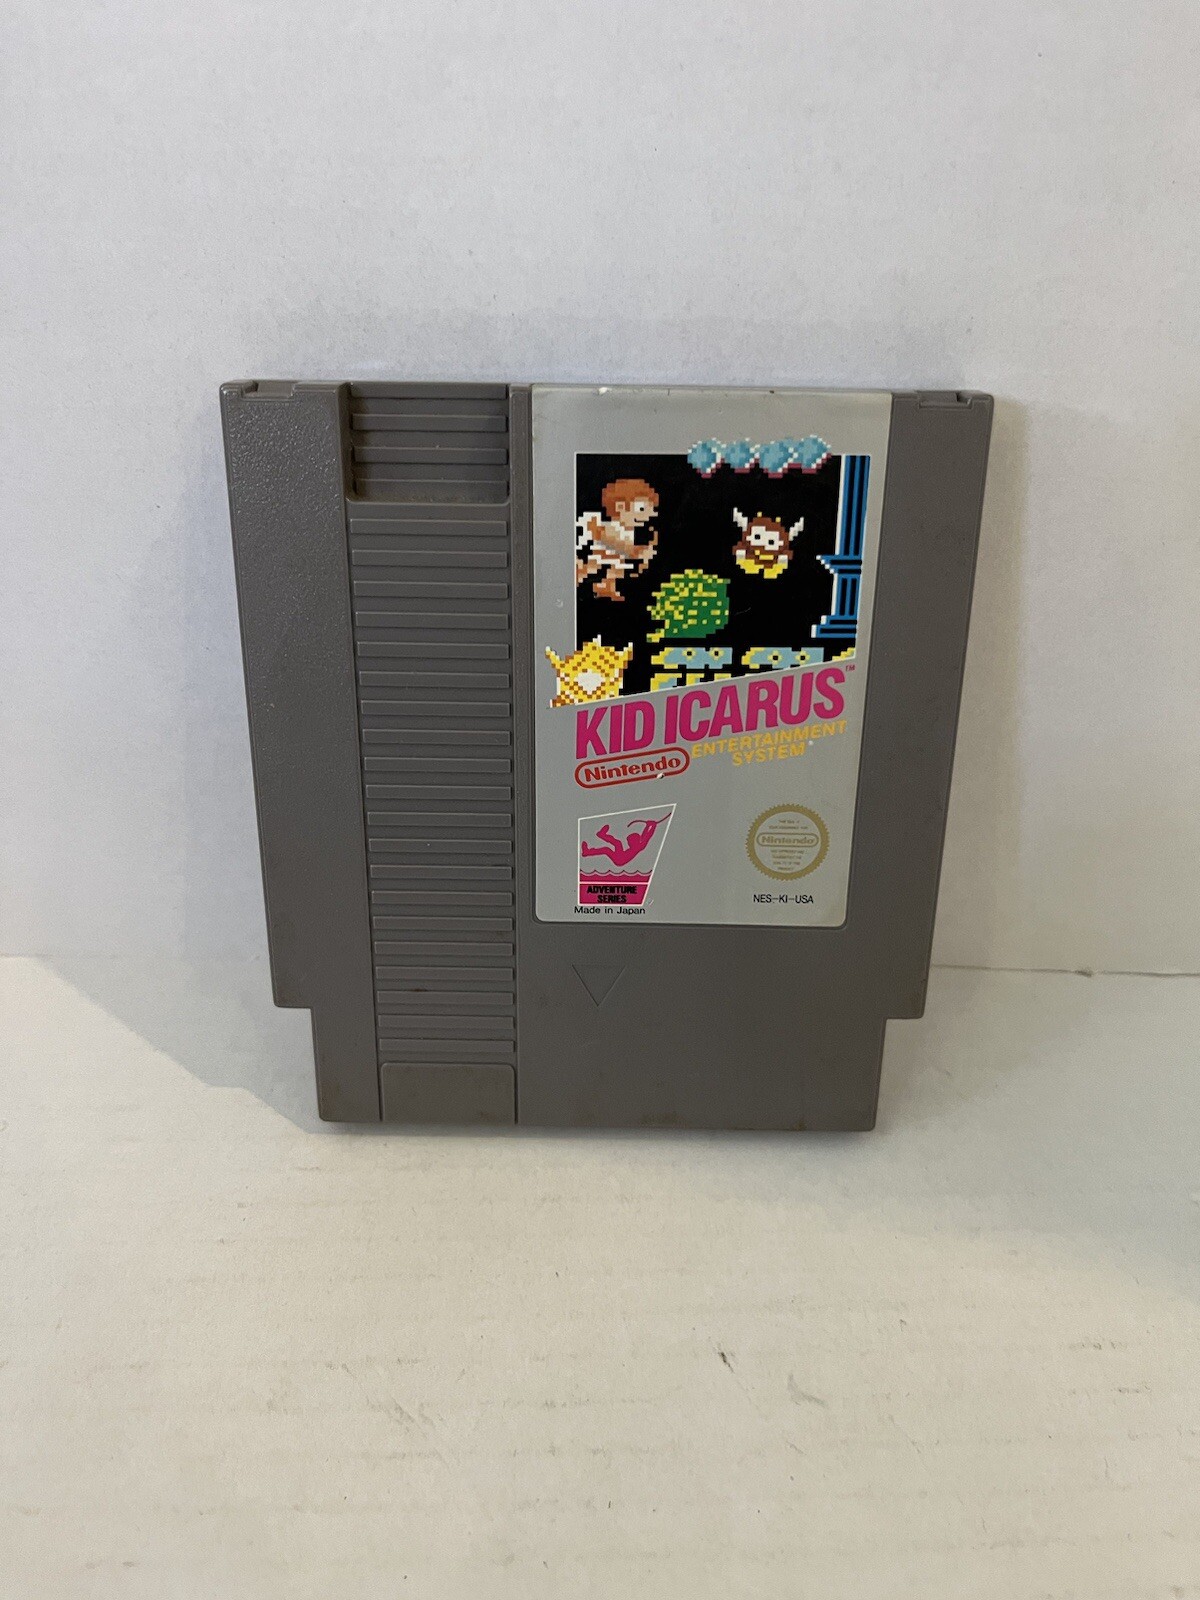 KID ICARUS™
Nintendo ENTERTAINMENT
SYSTEM
Nintendo
ADVENTURE
SERIES
Made in Japan
NES-KI-USA